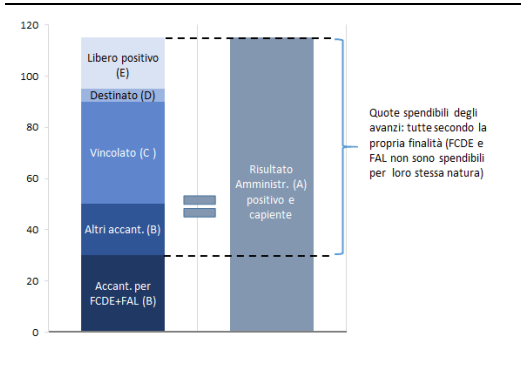 120
100
80
60
40
20
0
Libero positivo
(E)
Destinato (D)
Vincolato (C )
Altri accant. (B)
Accant. per
FCDE+FAL (B)
Risultato
Amministr. (A)
positivo e
capiente
Quote spendibili degli
avanzi: tutte secondo la
propria finalità (FCDE e
FAL non sono spendibili
per loro stessa natura)